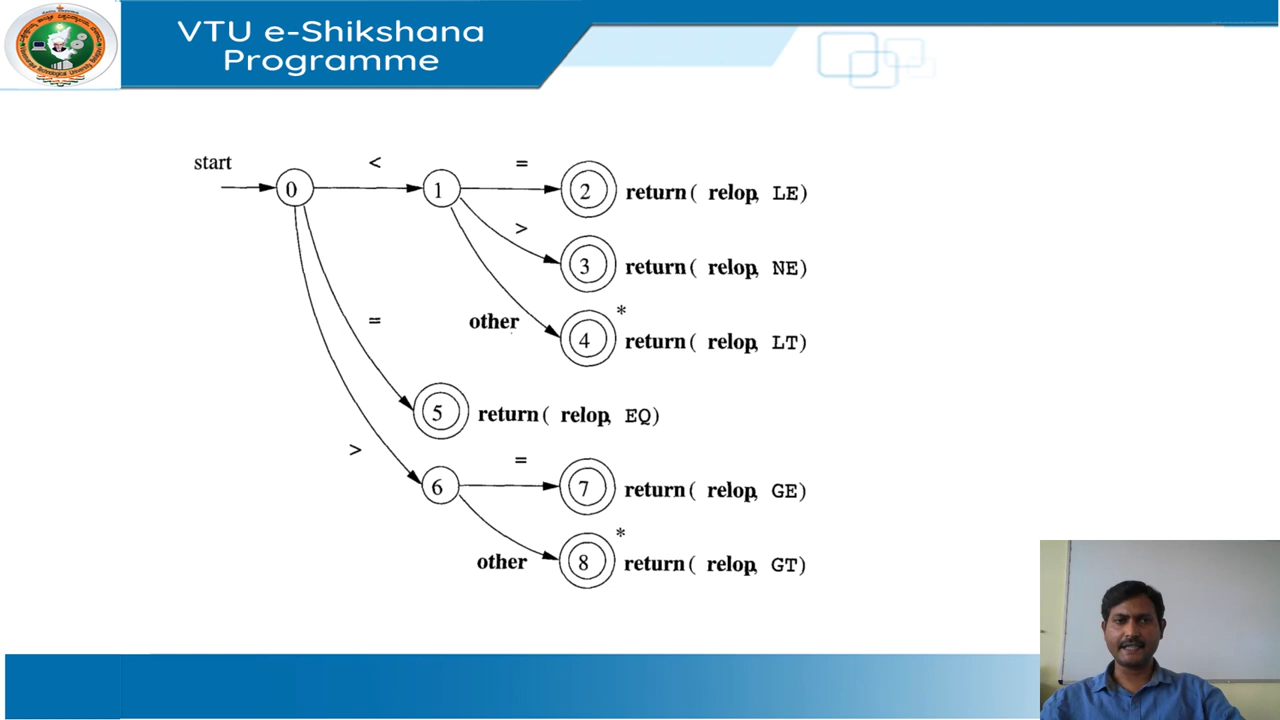 VTU e-Shikshana
Programme
start
<
=
0
1
2
return( relop, LE)
>
3
return( relop, NE)
other
*
4
return( relop, LT)
=
5
return( relop, EQ)
>
=
6
7
return( relop, GE)
other
*
8
return( relop, GT)